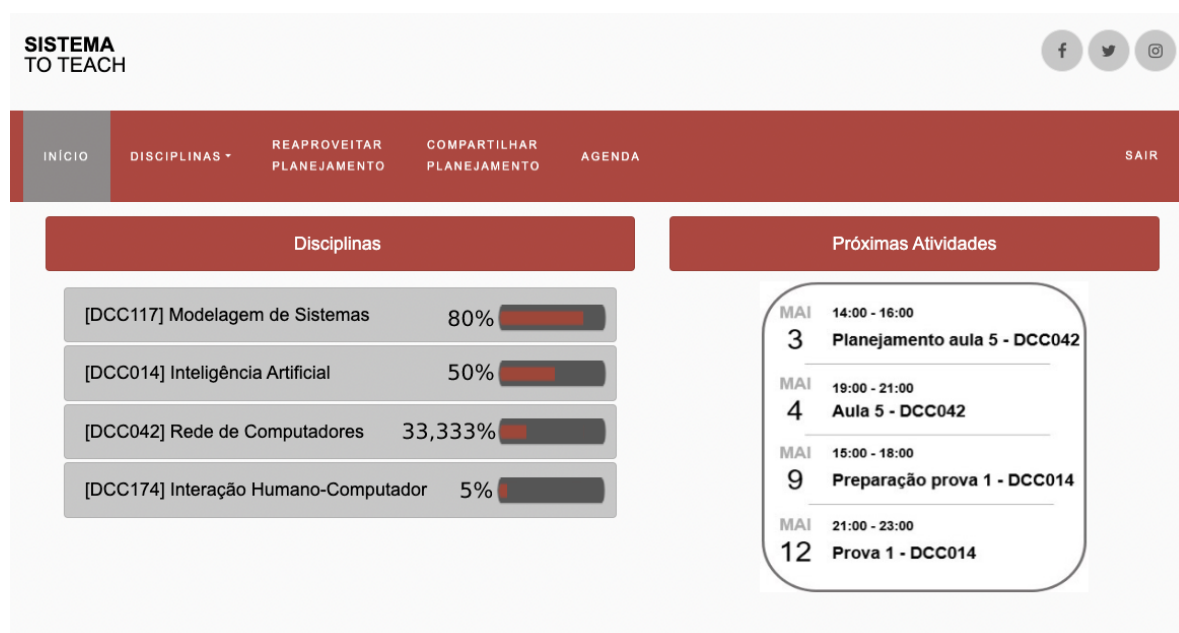 SISTEMA
TO TEACH
INÍCIO
DISCIPLINAS
REAPROVEITAR
PLANEJAMENTO
COMPARTILHAR
PLANEJAMENTO
AGENDA
SAIR
Disciplinas
[DCC117] Modelagem de Sistemas 80%
[DCC014] Inteligência Artificial 50%
[DCC042] Rede de Computadores 33,333%
[DCC174] Interação Humano-Computador 5%
Próximas Atividades
MAI 14:00 - 16:00
3 Planejamento aula 5 - DCC042
MAI 19:00 - 21:00
4 Aula 5 - DCC042
MAI 15:00 - 18:00
9 Preparação prova 1 - DCC014
MAI 21:00 - 23:00
12 Prova 1 - DCC014